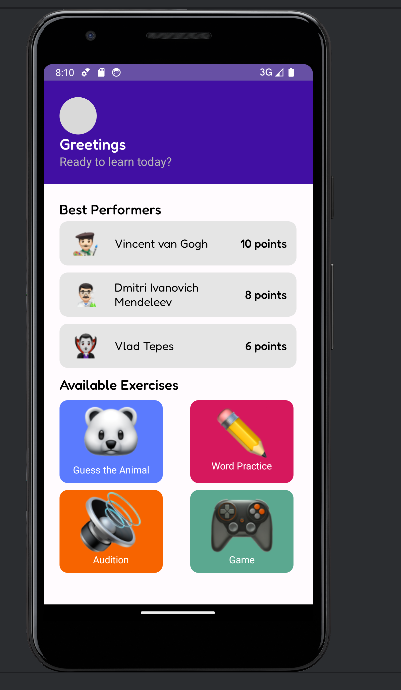 8:10
3G
Greetings
Ready to learn today?
Best Performers
Vincent van Gogh 10 points
Dmitri Ivanovich
Mendeleev
8 points
Vlad Tepes 6 points
Available Exercises
Guess the Animal
Word Practice
Audition
Game